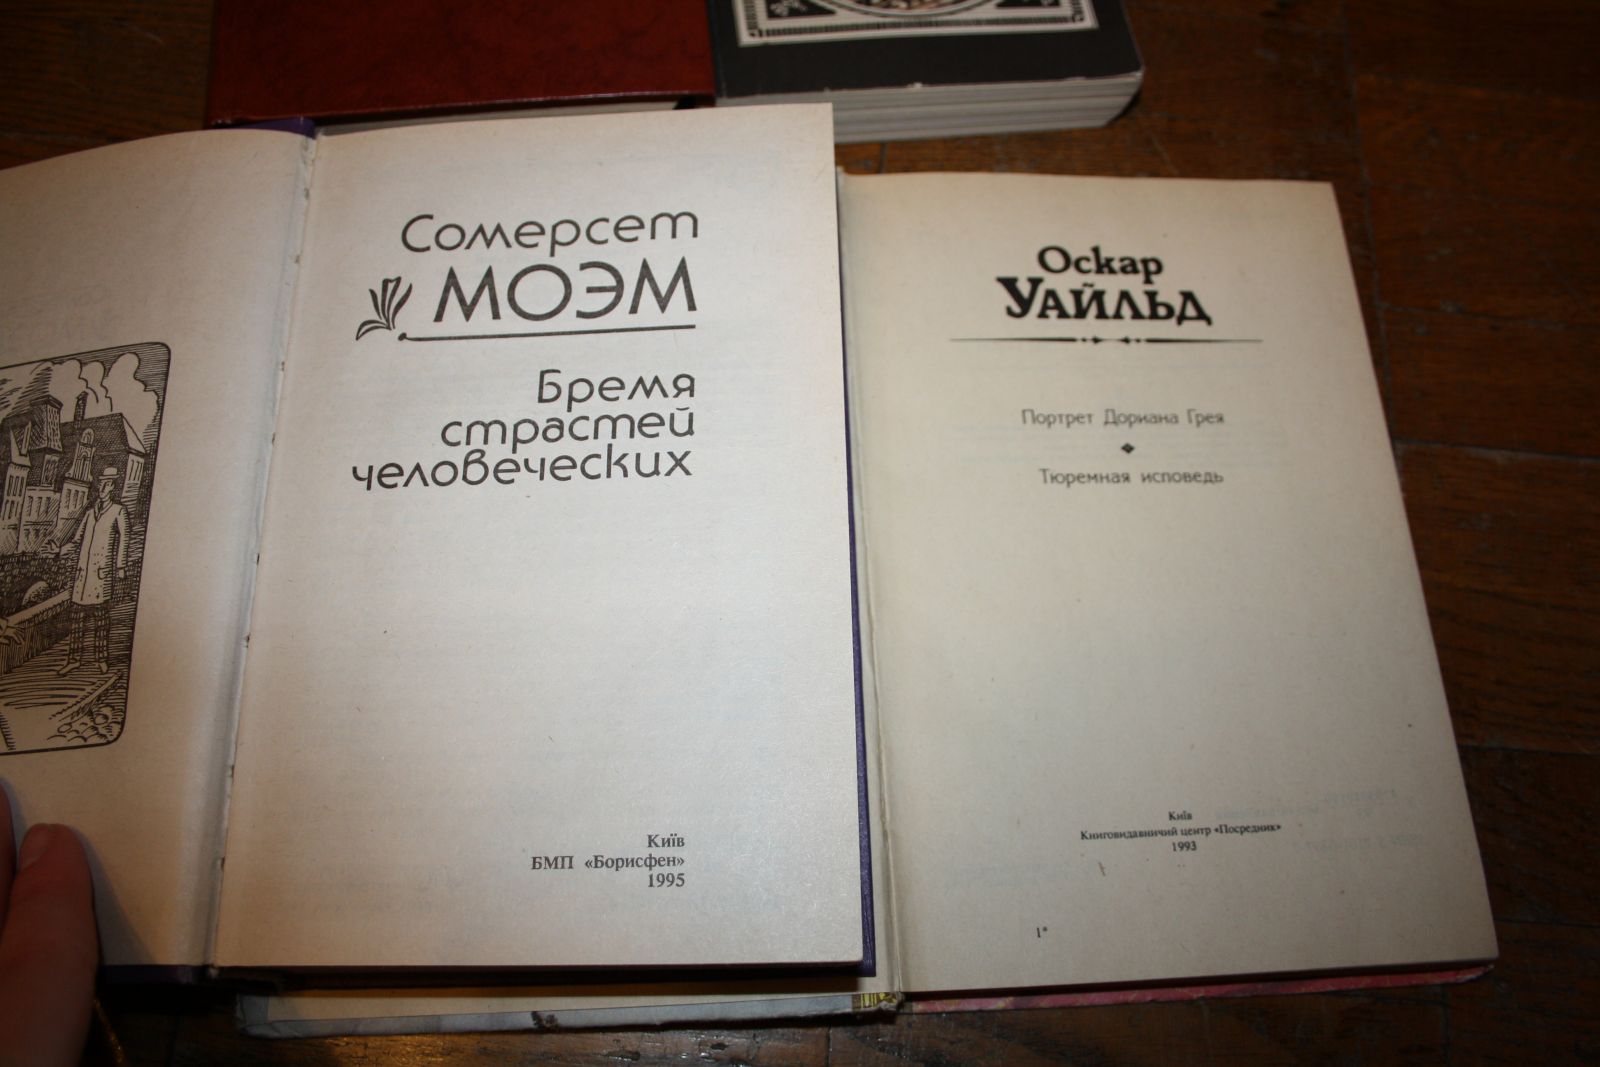 Сомерсет
МОЭМ
Бремя
страстей
человеческих
Київ
БМП «Борисфен»
1995
Оскар
УАЙЛЬД
Портрет Дориана Грея
Тюремная исповедь
Київ
Книговидавничий центр «Посредник»
1993
1*